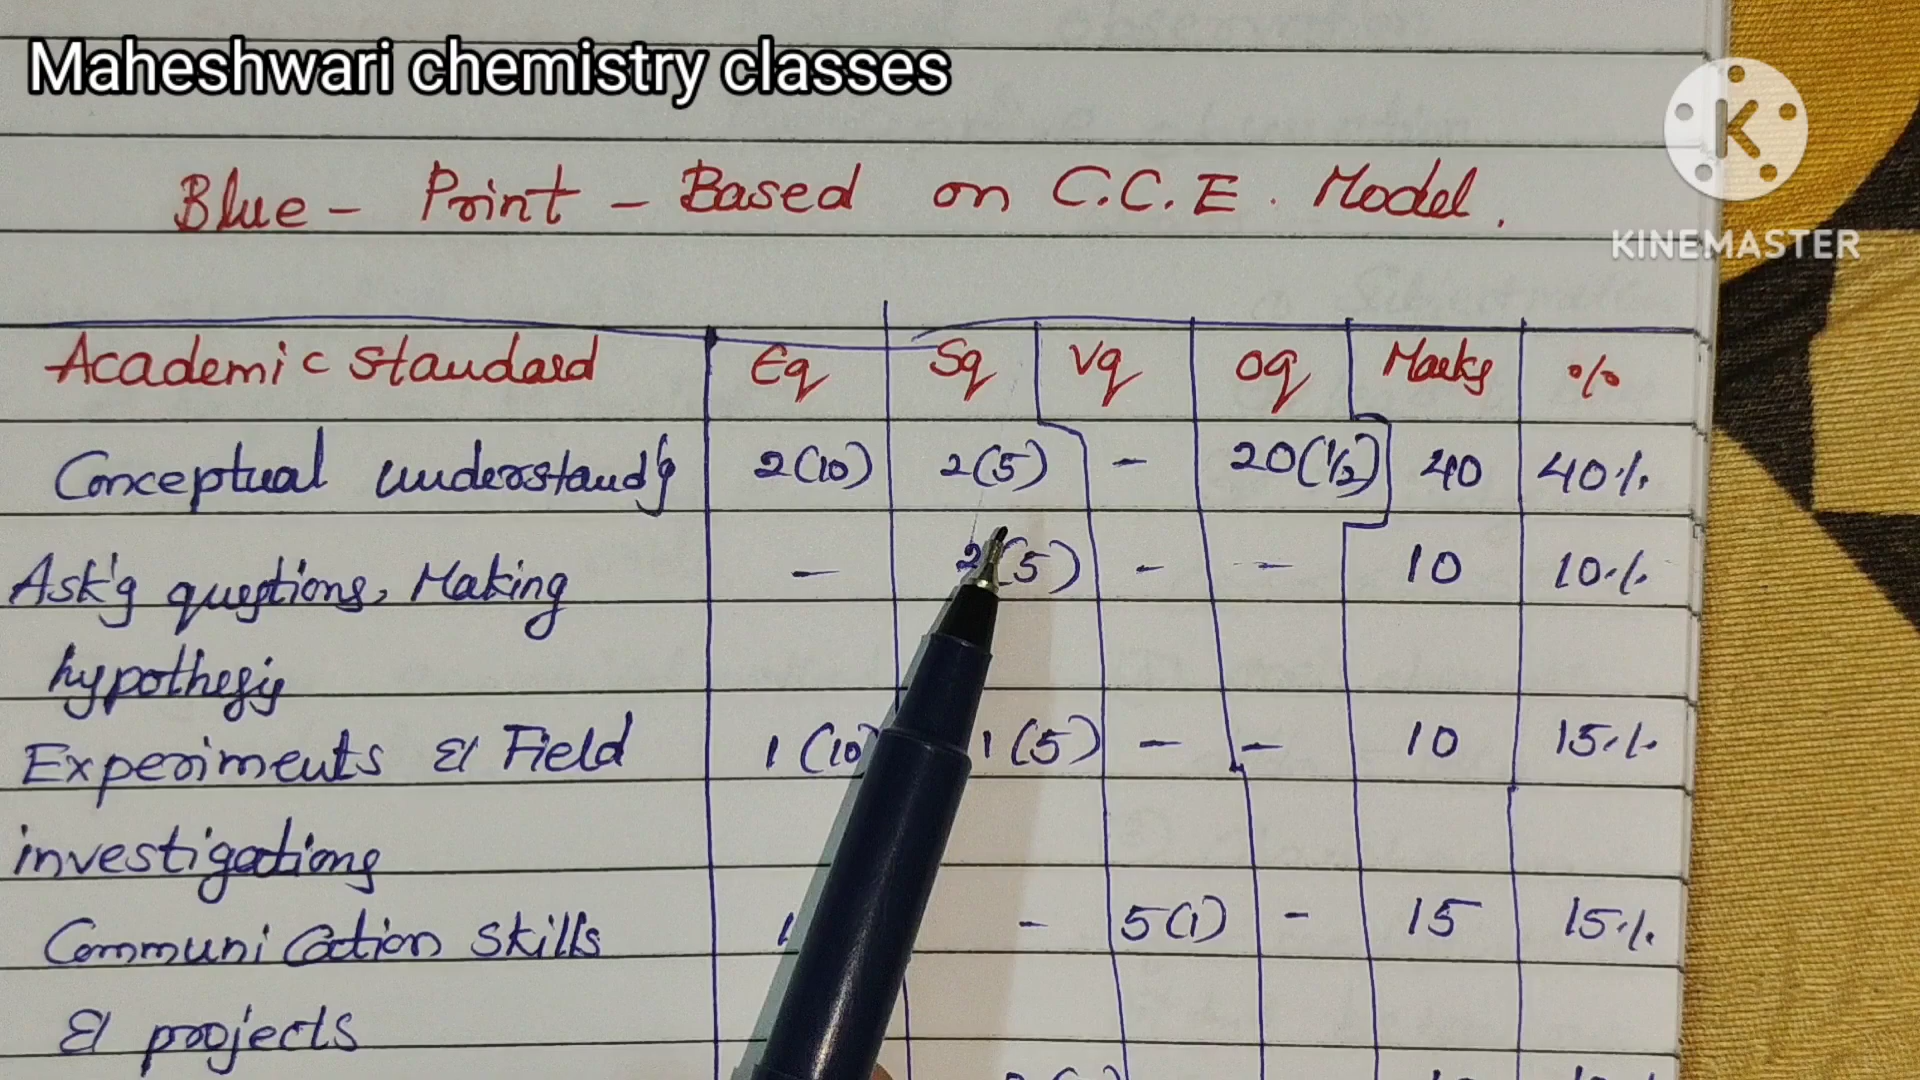 Maheshwari chemistry classes
K
KINEMASTER
Blue - Print - Based on C.C.E. Model.
Academic standard Eq Sq Vq Oq Marks %
Conceptual understand'g 2(10) 2(5) - 20(1/2) 40 40%
Ask'g questions, Making - 2(5) - - 10 10%
hypothesis
Experiments & Field 1(10) 1(5) - - 10 15%
investigations
Communication skills 1 - 5(1) - 15 15%
& projects